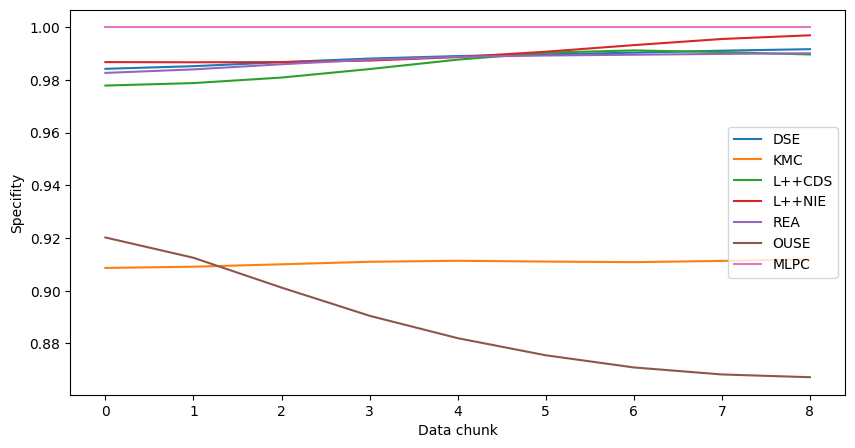 1.00
0.98
0.96
0.94
0.92
0.90
0.88
Specifity
DSE
KMC
L++CDS
L++NIE
REA
OUSE
MLPC
0 1 2 3 4 5 6 7 8
Data chunk